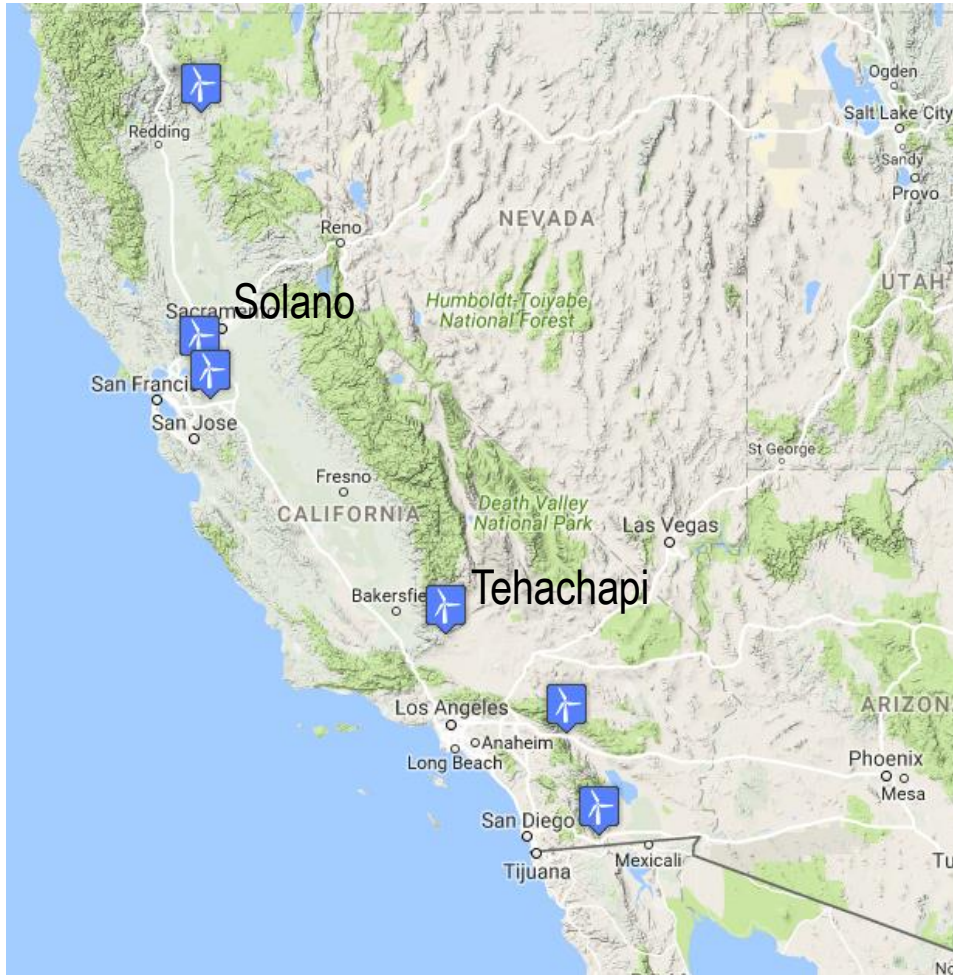 Ogden
Salt Lake City
Redding
Sandy
Provo
NEVADA
Reno
UTAH
Solano
Humboldt-Toiyabe
National Forest
San
San Jose
St George
Fresno
Death Valley
National Park
CALIFORNIA
Las Vegas
Tehachapi
Los Angeles
Anaheim
Long Beach
Phoenix
Mesa
San Diego
Mexicali
Tijuana